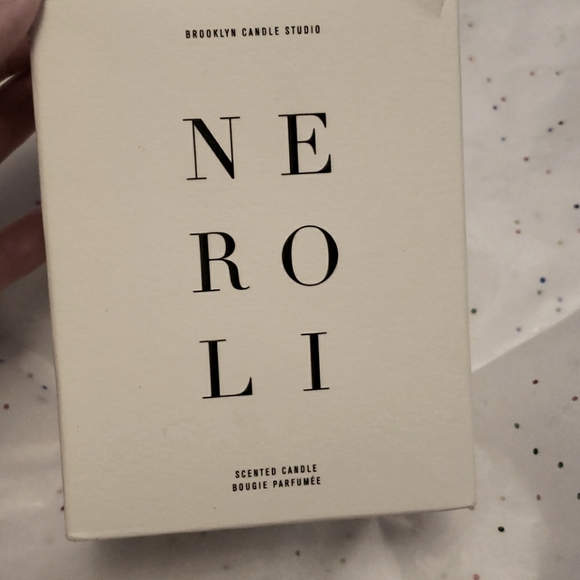 BROOKLYN CANDLE STUDIO
N E
R O
L I
SCENTED CANDLE
BOUGIE PARFUMÉE